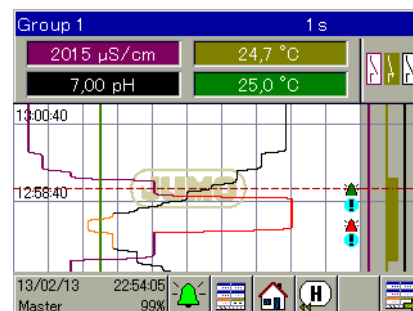 Group 1 1 s
2015 µS/cm 24,7 °C
7,00 pH 25,0 °C
13:00:40
JUMO
12:58:40
13/02/13 22:54:05
Master 99%
H